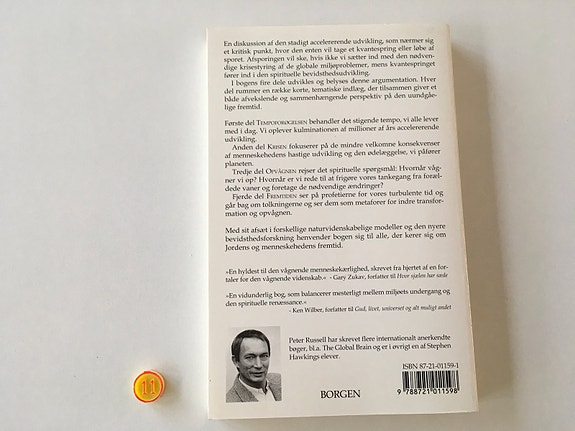 En diskussion af den stadigt accelererende udvikling, som nærmer sig
et kritisk punkt, hvor den enten vil tage et kvantespring eller løbe af
sporet. Afsporingen vil ske, hvis ikke vi sætter ind med den nødven-
dige krisestyring af de globale miljøproblemer, mens kvantespringet
fører ind i den spirituelle bevidsthedsudvikling.
I bogens fire dele udvikles og belyses denne argumentation. Hver
del rummer en række korte, tematiske indlæg, der tilsammen giver et
både afvekslende og sammenhængende perspektiv på den uundgåe-
lige fremtid.
Første del TEMPOFORØGELSEN behandler det stigende tempo, vi alle lever
med i dag. Vi oplever kulminationen af millioner af års accelererende
udvikling.
Anden del KRISEN fokuserer på de mindre velkomne konsekvenser
af menneskehedens hastige udvikling og den ødelæggelse, vi påfører
planeten.
Tredje del OPVÅGNEN rejser det spirituelle spørgsmål: Hvornår våg-
ner vi op? Hvornår er vi rede til at frigøre vores tankegang fra foræl-
dede vaner og foretage de nødvendige ændringer?
Fjerde del FREMTIDEN ser på profetierne for vores turbulente tid og
går bag om tolkningerne og ser dem som metaforer for indre transfor-
mation og opvågnen.
Med sit afsæt i forskellige naturvidenskabelige modeller og den nyere
bevidsthedsforskning henvender bogen sig til alle, der kerer sig om
Jordens og menneskehedens fremtid.
»En hyldest til den vågnende menneskekærlighed, skrevet fra hjertet af en for-
taler for den vågnende videnskab.« - Gary Zukav, forfatter til Hvor sjælen har sæde
»En vidunderlig bog, som balancerer mesterligt mellem miljøets undergang og
den spirituelle renæssance.«
- Ken Wilber, forfatter til Gud, livet, universet og alt muligt andet
Peter Russell har skrevet flere internationalt anerkendte
bøger, bl.a. The Global Brain og er i øvrigt en af Stephen
Hawkings elever.
ISBN 87-21-01159-1
9 788721 011598
BORGEN
11